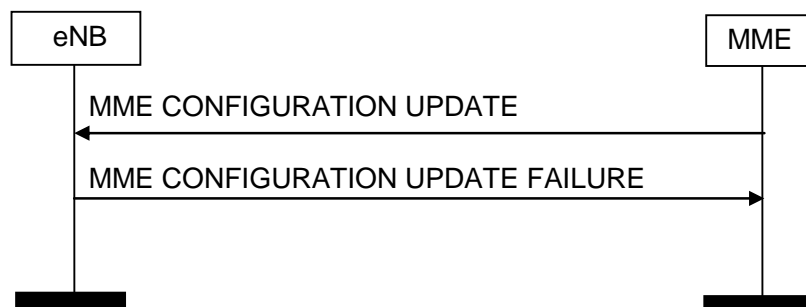 eNB
MME
MME CONFIGURATION UPDATE
MME CONFIGURATION UPDATE FAILURE